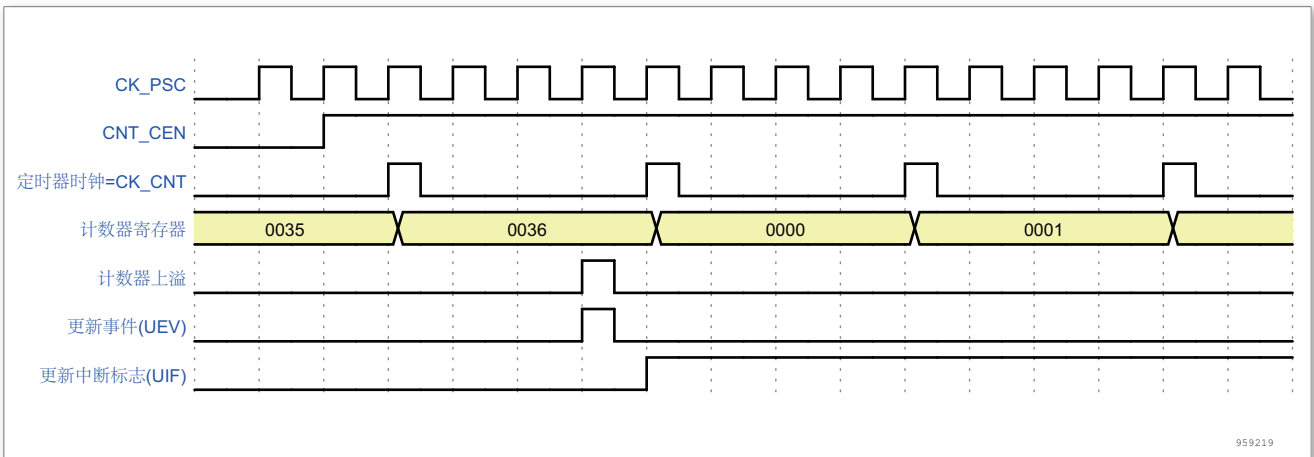 CK_PSC
CNT_CEN
定时器时钟=CK_CNT
计数器寄存器 0035 0036 0000 0001
计数器上溢
更新事件(UEV)
更新中断标志(UIF)
959219